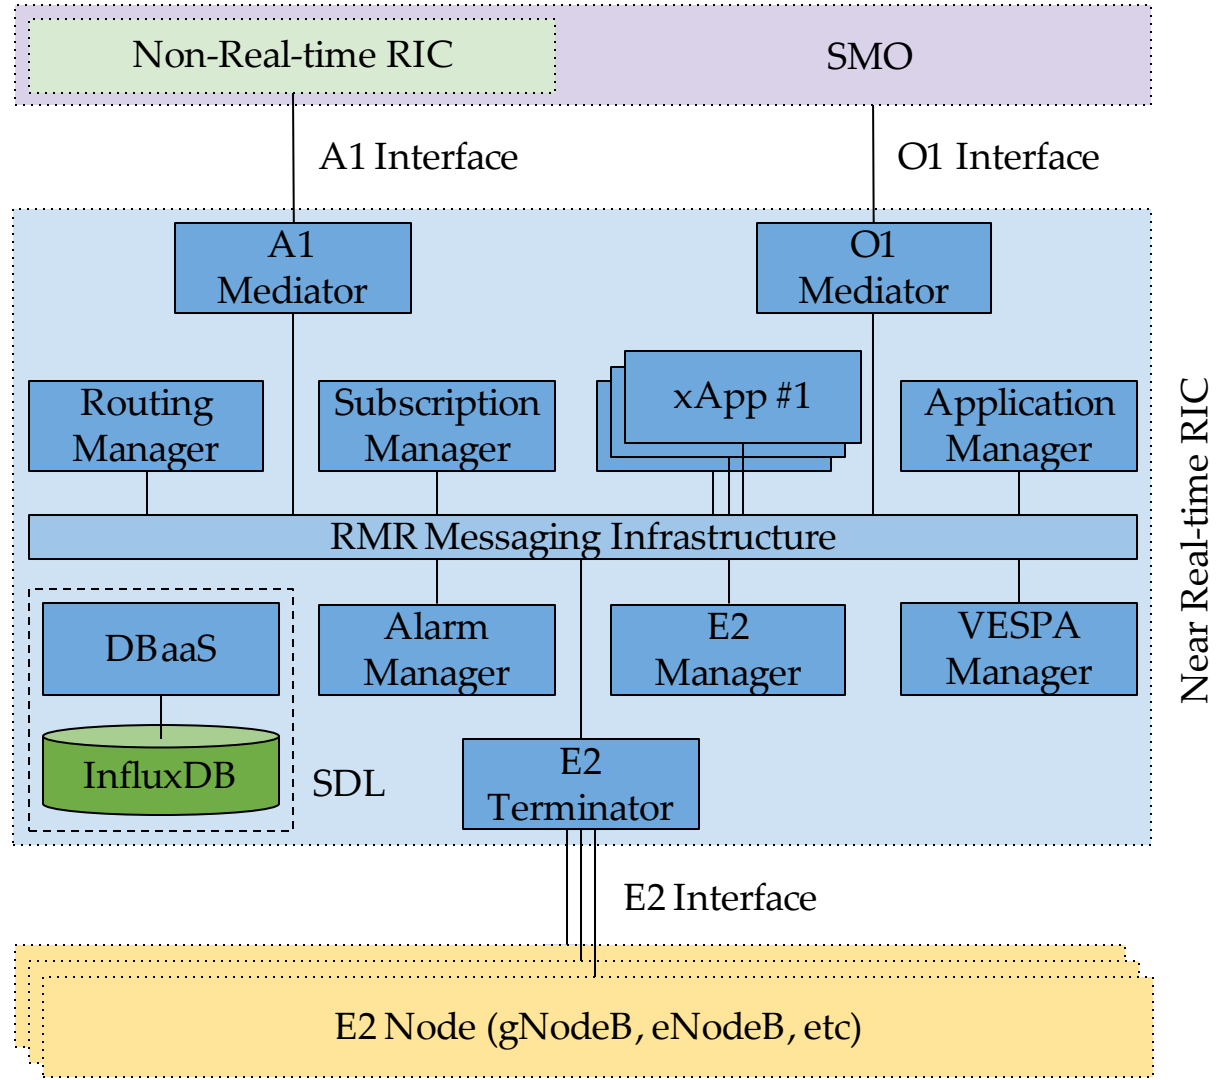 Non-Real-time RIC
SMO
A1 Interface
O1 Interface
A1
Mediator
O1
Mediator
Routing
Manager
Subscription
Manager
xApp #1
Application
Manager
RMR Messaging Infrastructure
DBaaS
Alarm
Manager
E2
Manager
VESPA
Manager
InfluxDB
SDL
E2
Terminator
Near Real-time RIC
E2 Interface
E2 Node (gNodeB, eNodeB, etc)